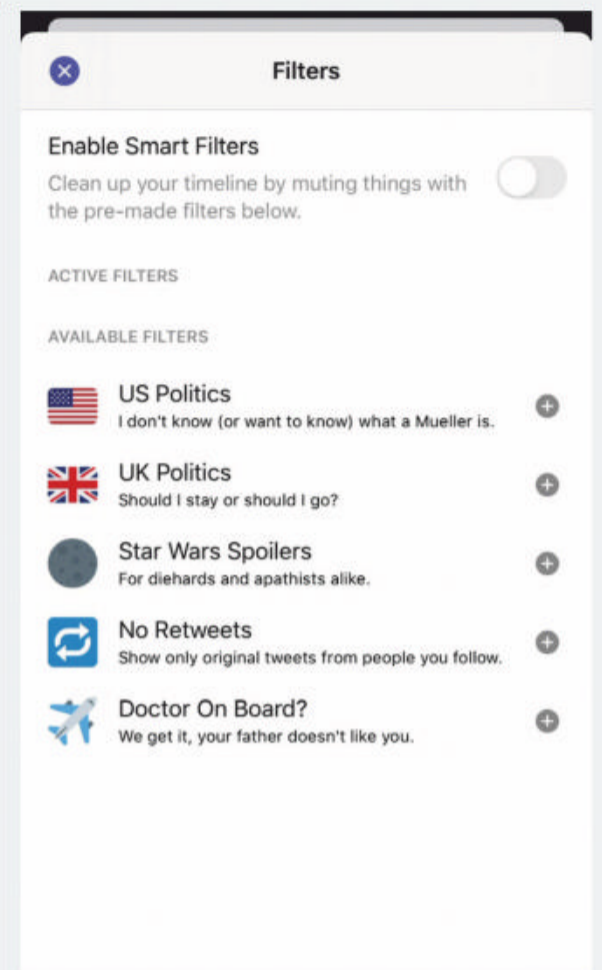 Filters
Enable Smart Filters
Clean up your timeline by muting things with
the pre-made filters below.
ACTIVE FILTERS
AVAILABLE FILTERS
US Politics
I don't know (or want to know) what a Mueller is.
UK Politics
Should I stay or should I go?
Star Wars Spoilers
For diehards and apathists alike.
No Retweets
Show only original tweets from people you follow.
Doctor On Board?
We get it, your father doesn't like you.